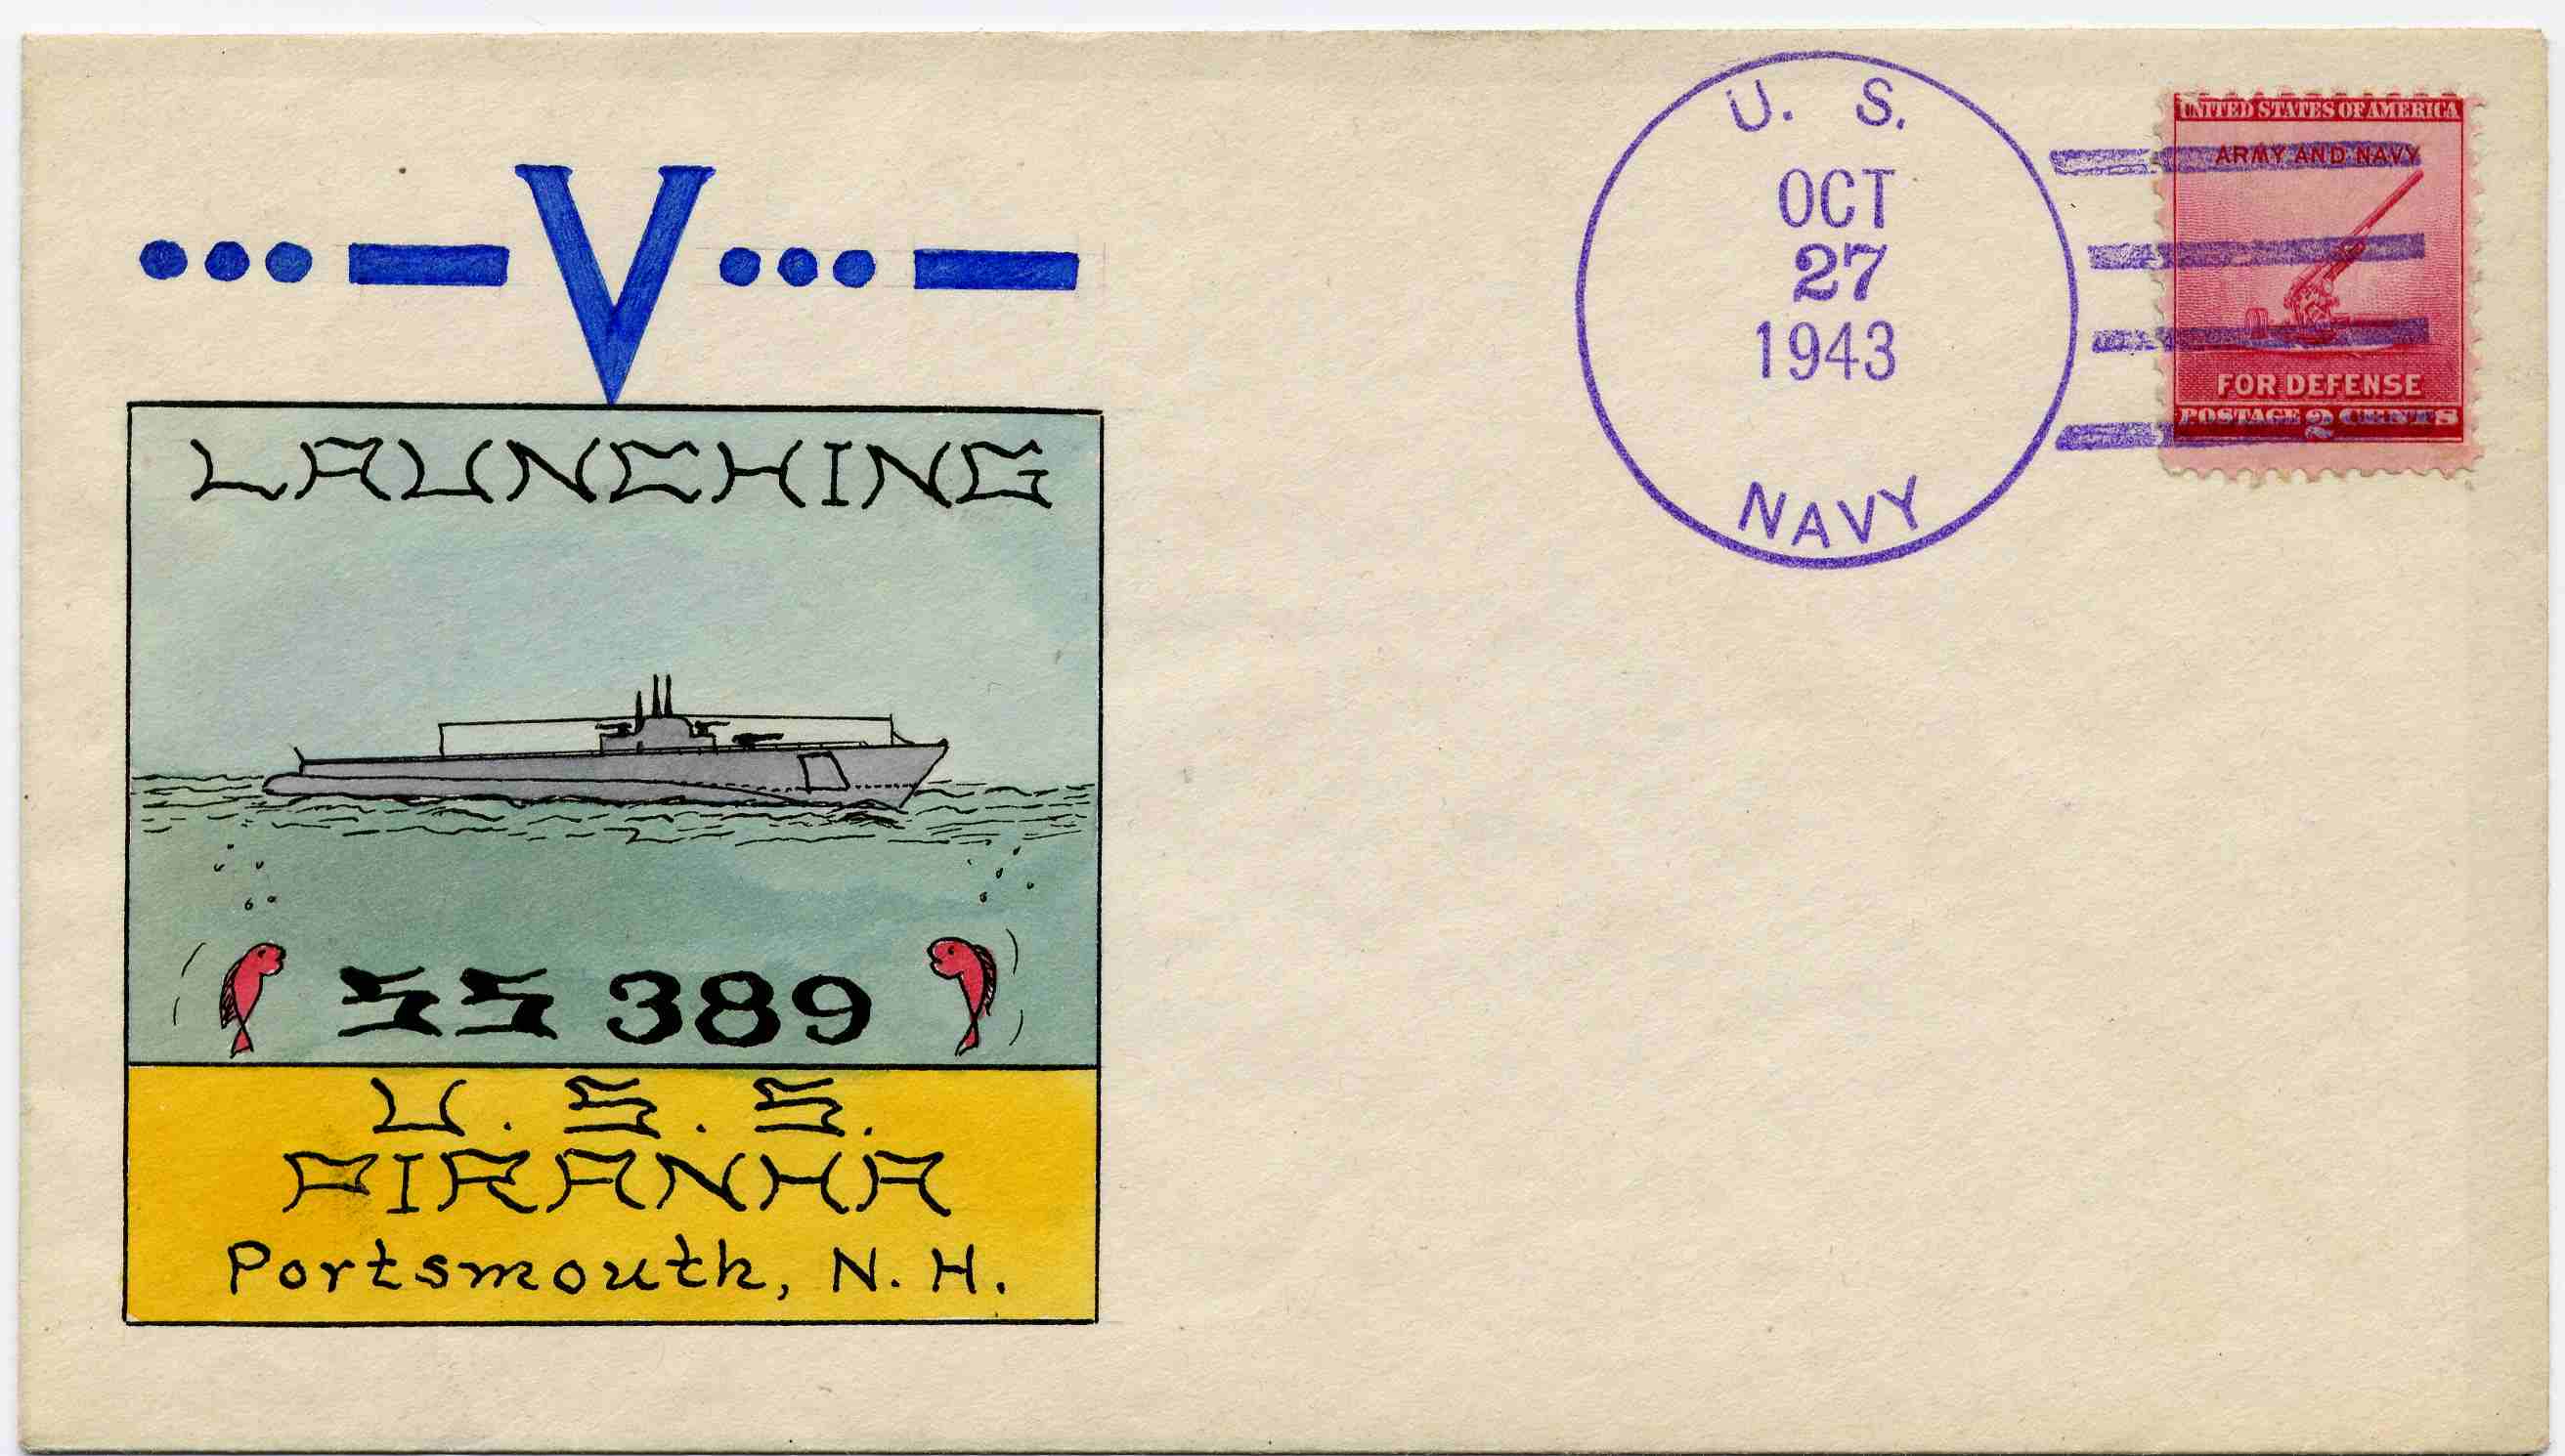 •••—V•••—
LAUNCHING
SS 389
U.S.S.
PIRANHA
Portsmouth, N.H.
U. S.
OCT
27
1943
NAVY
UNITED STATES OF AMERICA
ARMY AND NAVY
FOR DEFENSE
POSTAGE 2 CENTS